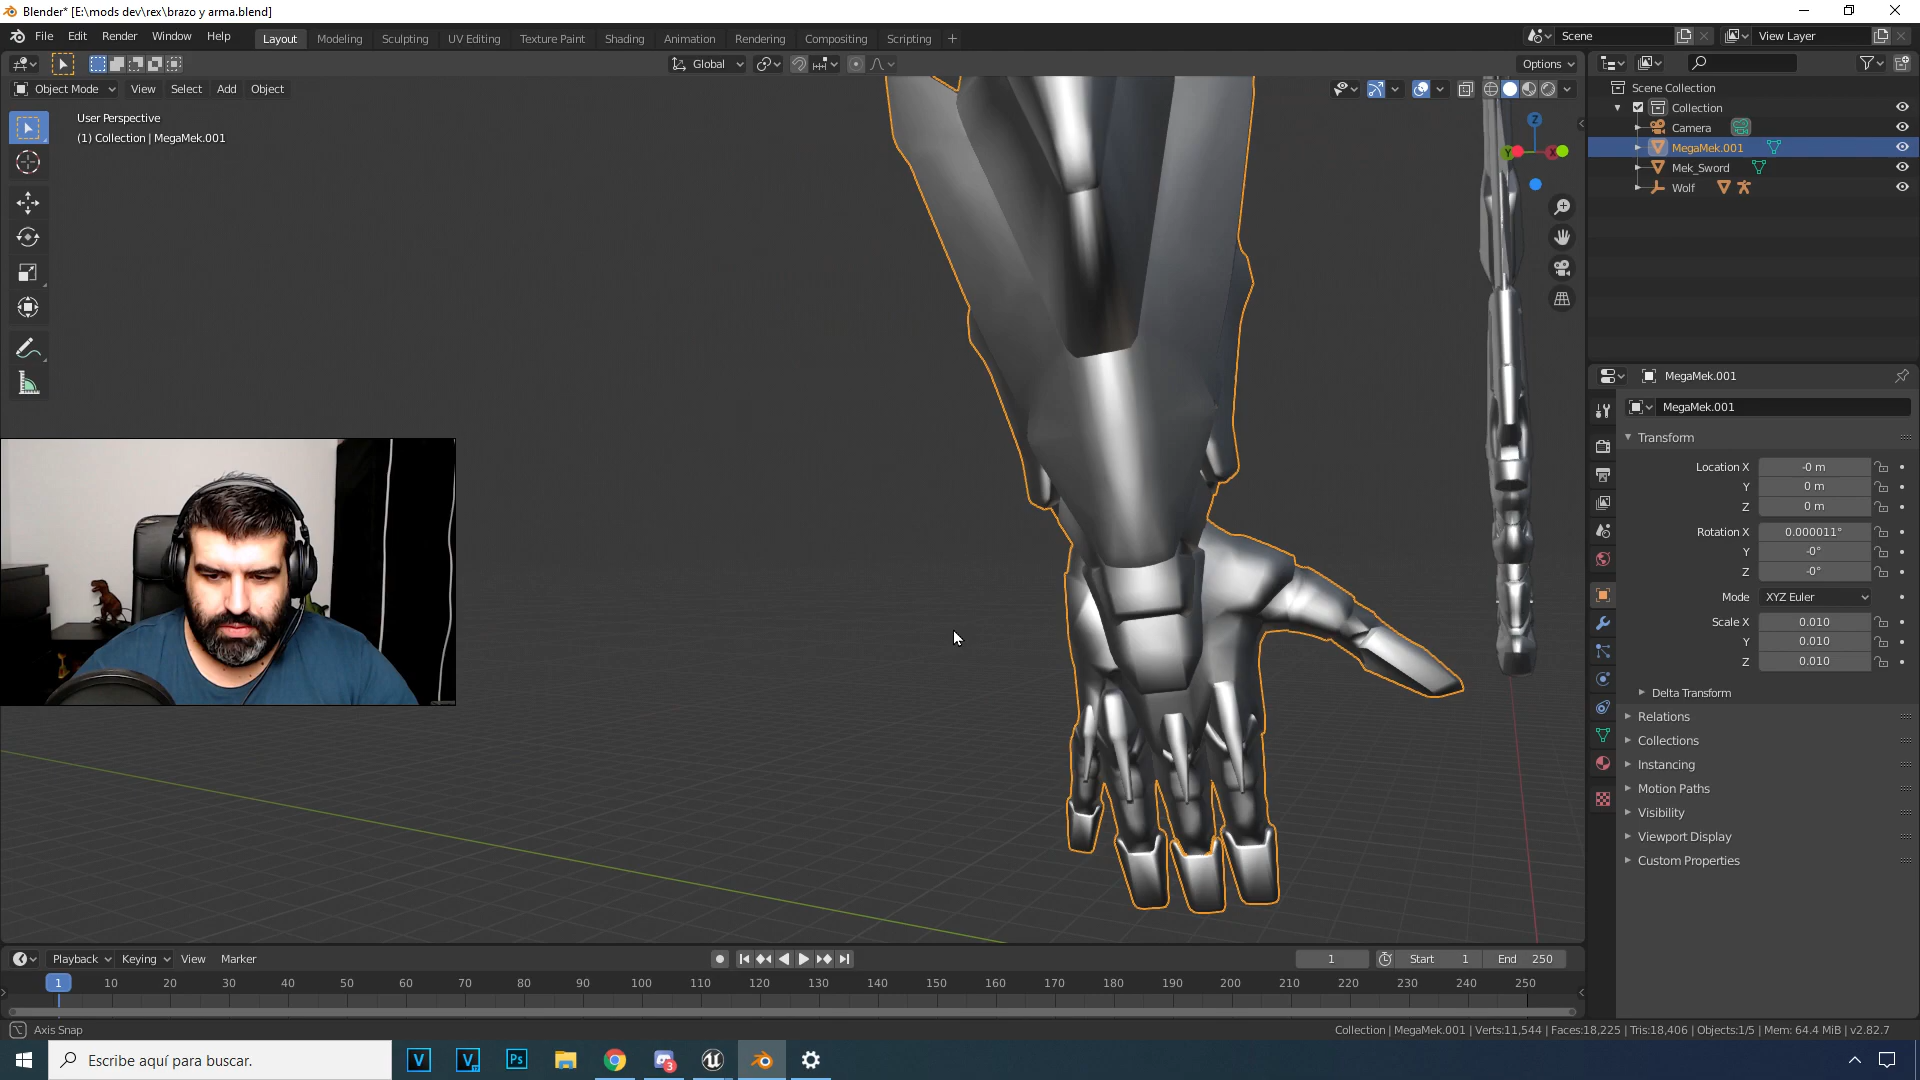 Blender* [E:\mods dev\rex\brazo y arma.blend]
File Edit Render Window Help
Layout Modeling Sculpting UV Editing Texture Paint Shading Animation Rendering Compositing Scripting +
Scene
View Layer
Global
Options
Object Mode View Select Add Object
User Perspective
(1) Collection | MegaMek.001
Z
Y
X
Scene Collection
Collection
Camera
MegaMek.001
Mek_Sword
Wolf
MegaMek.001
MegaMek.001
Transform
Location X -0 m
Y 0 m
Z 0 m
Rotation X 0.000011°
Y -0°
Z -0°
Mode XYZ Euler
Scale X 0.010
Y 0.010
Z 0.010
Delta Transform
Relations
Collections
Instancing
Motion Paths
Visibility
Viewport Display
Custom Properties
Playback Keying View Marker
1 Start 1 End 250
1 10 20 30 40 50 60 70 80 90 100 110 120 130 140 150 160 170 180 190 200 210 220 230 240 250
Axis Snap
Collection | MegaMek.001 | Verts:11,544 | Faces:18,225 | Tris:18,406 | Objects:1/5 | Mem: 64.4 MiB | v2.82.7
Escribe aquí para buscar.
V V Ps 3